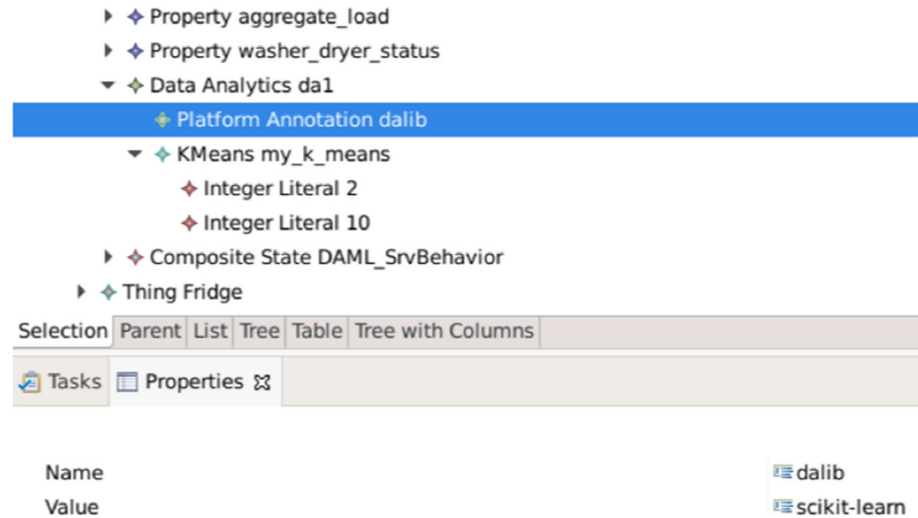 Property aggregate_load
Property washer_dryer_status
Data Analytics da1
Platform Annotation dalib
KMeans my_k_means
Integer Literal 2
Integer Literal 10
Composite State DAML_SrvBehavior
Thing Fridge
Selection Parent List Tree Table Tree with Columns
Tasks Properties
Name dalib
Value scikit-learn